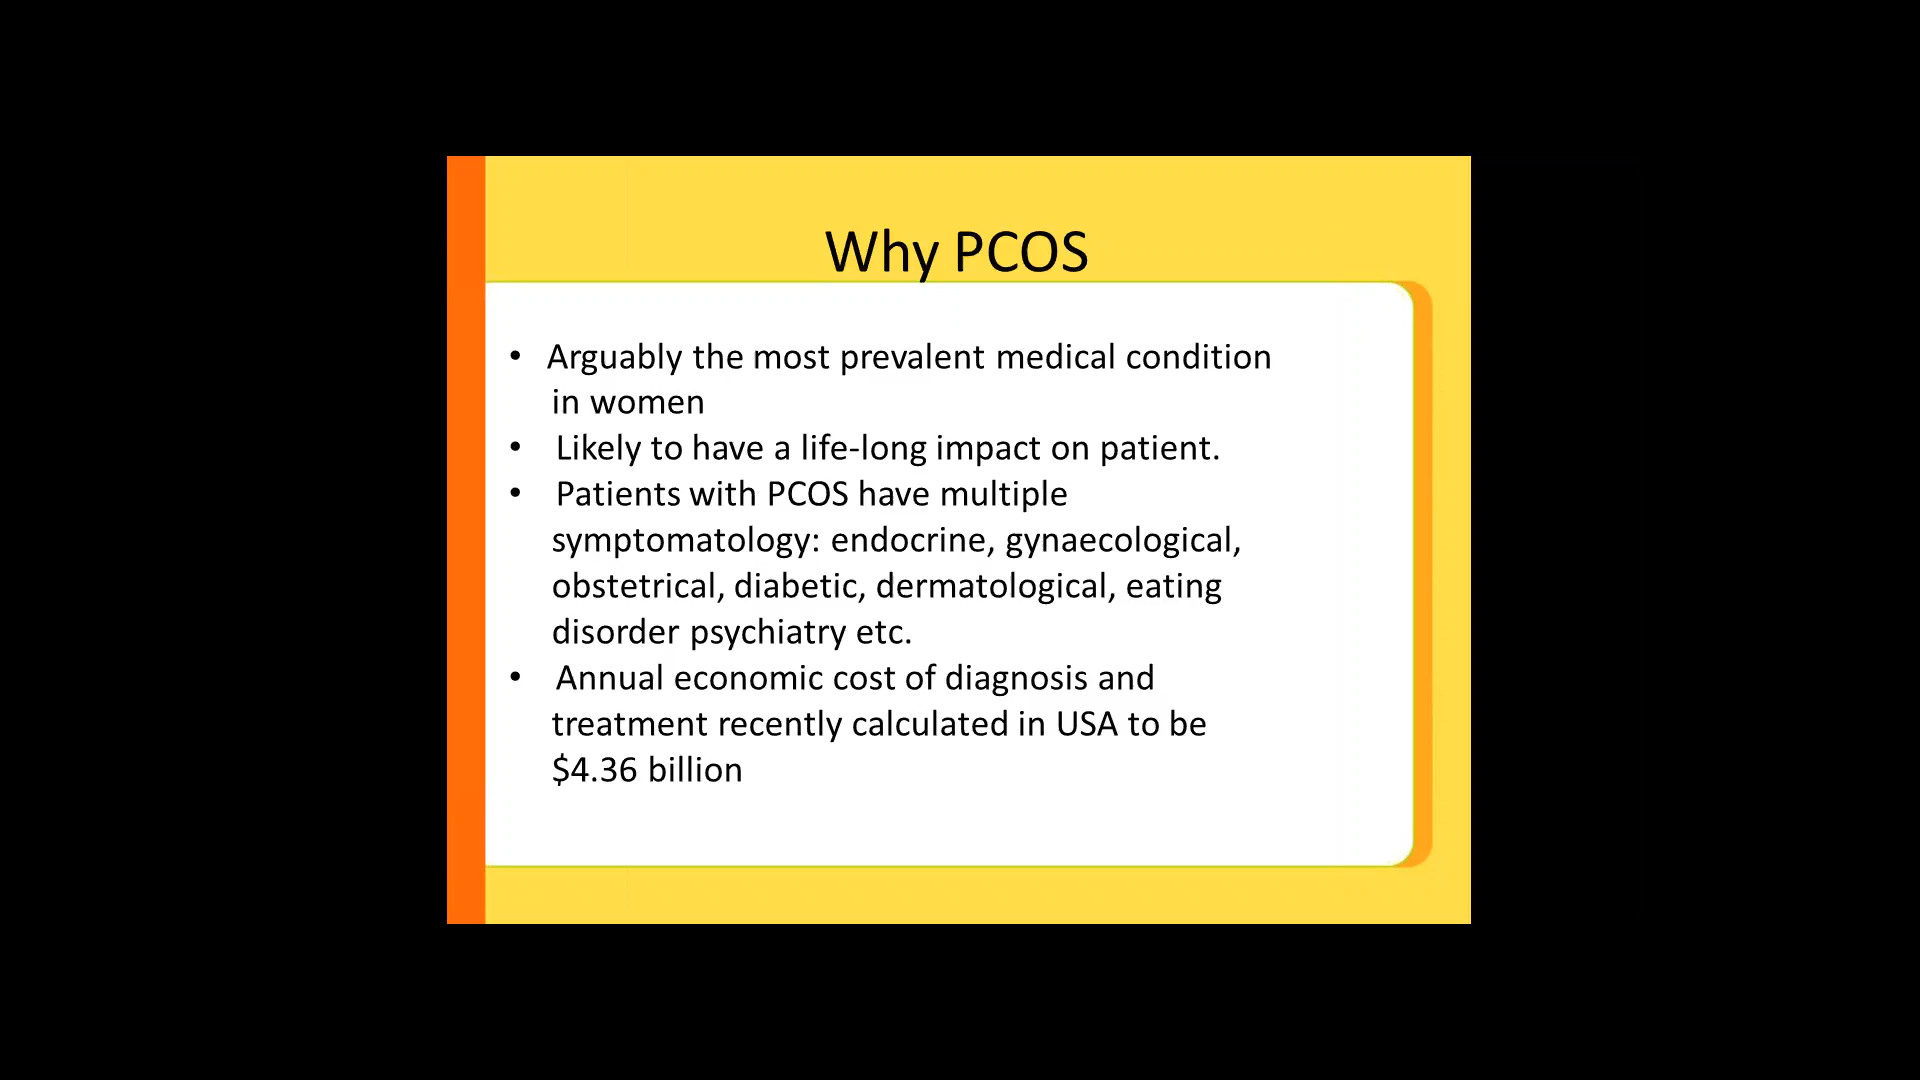 Why PCOS
• Arguably the most prevalent medical condition
in women
• Likely to have a life-long impact on patient.
• Patients with PCOS have multiple
symptomatology: endocrine, gynaecological,
obstetrical, diabetic, dermatological, eating
disorder psychiatry etc.
• Annual economic cost of diagnosis and
treatment recently calculated in USA to be
$4.36 billion